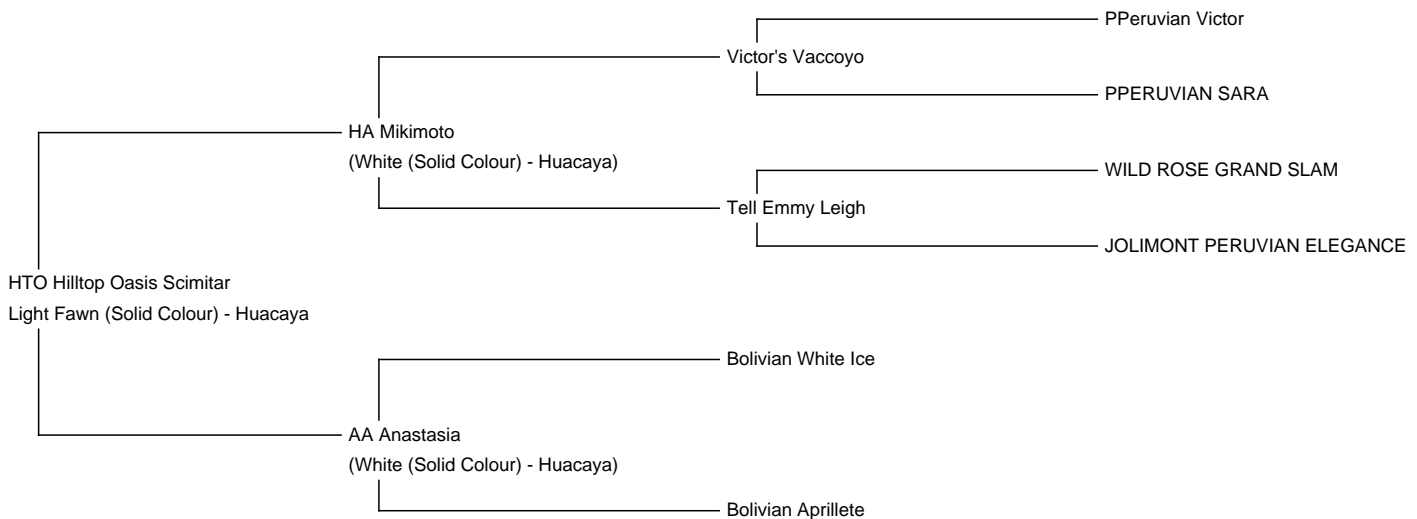 PPeruvian Victor
Victor's Vaccoyo
PPERUVIAN SARA
HA Mikimoto
(White (Solid Colour) - Huacaya)
WILD ROSE GRAND SLAM
Tell Emmy Leigh
JOLIMONT PERUVIAN ELEGANCE
HTO Hilltop Oasis Scimitar
Light Fawn (Solid Colour) - Huacaya
Bolivian White Ice
AA Anastasia
(White (Solid Colour) - Huacaya)
Bolivian Aprillete